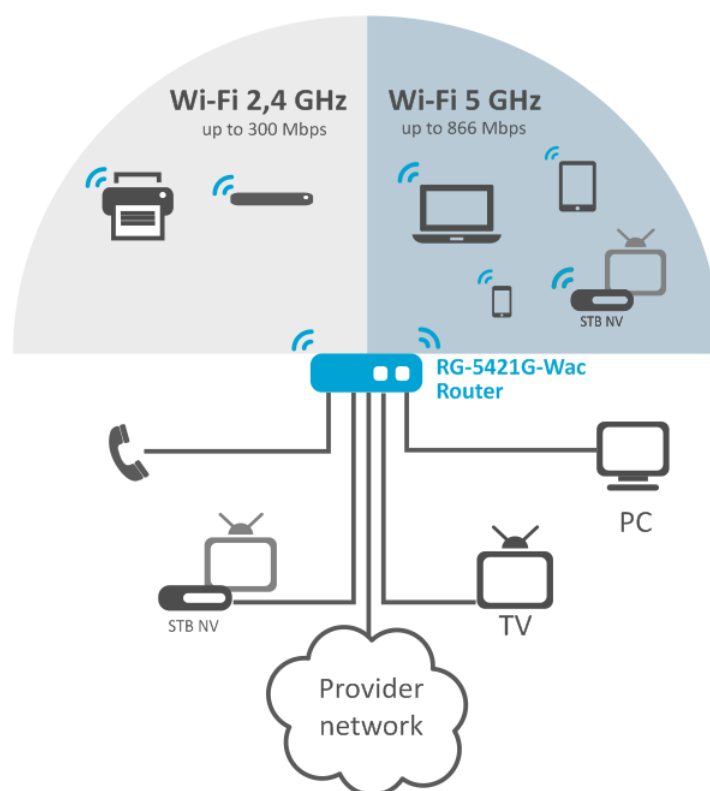 Wi-Fi 2,4 GHz
up to 300 Mbps
Wi-Fi 5 GHz
up to 866 Mbps
STB NV
RG-5421G-Wac
Router
PC
STB NV
TV
Provider
network